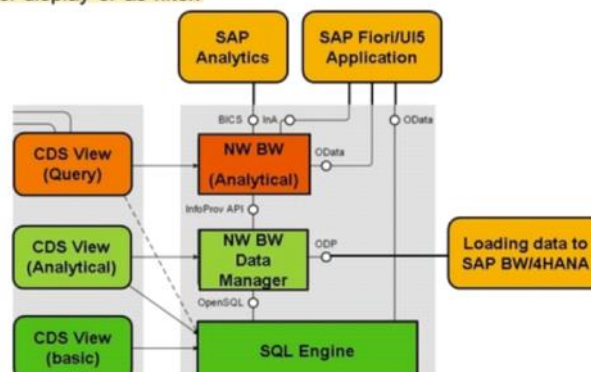 SAP
Analytics
SAP Fiori/UI5
Application
BICS
InA
OData
CDS View
(Query)
NW BW
(Analytical)
OData
InfoProv API
CDS View
(Analytical)
NW BW
Data
Manager
ODP
Loading data to
SAP BW/4HANA
OpenSQL
CDS View
(basic)
SQL Engine